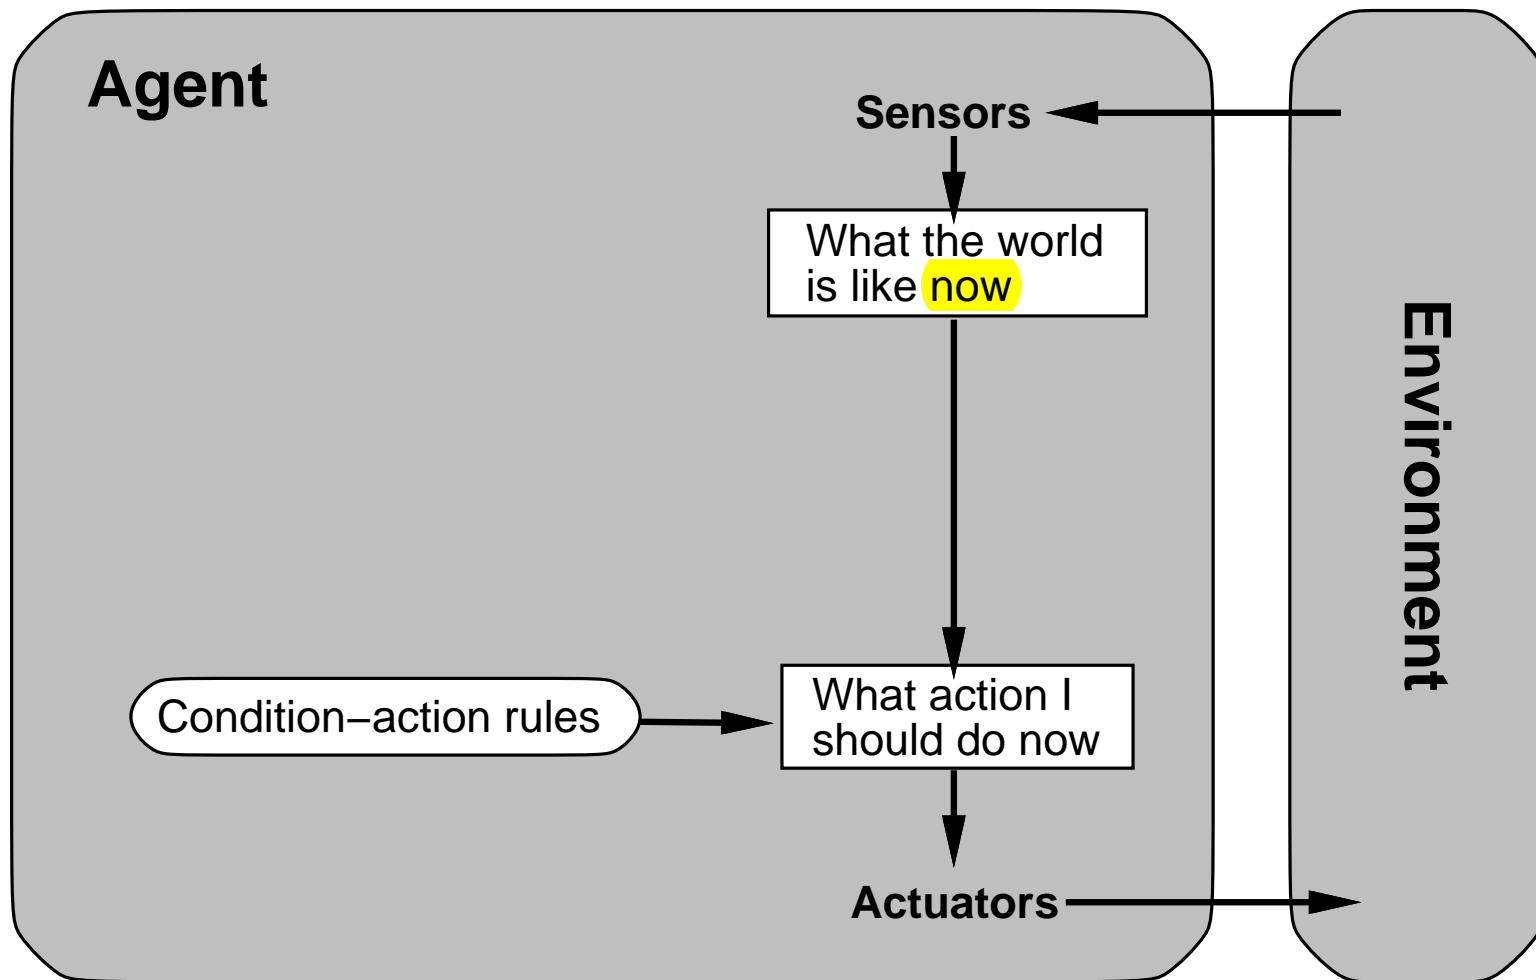 Agent
Sensors
What the world
is like now
Environment
Condition–action rules
What action I
should do now
Actuators